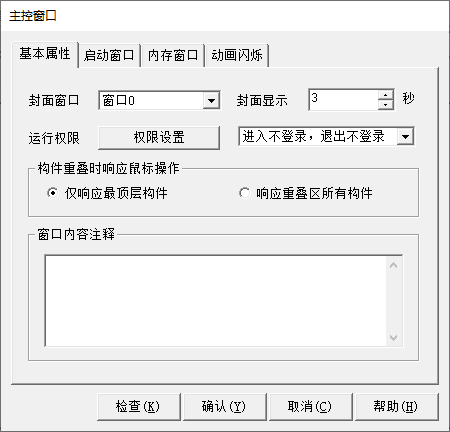 主控窗口
基本属性 启动窗口 内存窗口 动画闪烁
封面窗口 窗口0 封面显示 3 秒
运行权限 权限设置 进入不登录，退出不登录
构件重叠时响应鼠标操作
仅响应最顶层构件 响应重叠区所有构件
窗口内容注释
检查(K) 确认(Y) 取消(C) 帮助(H)